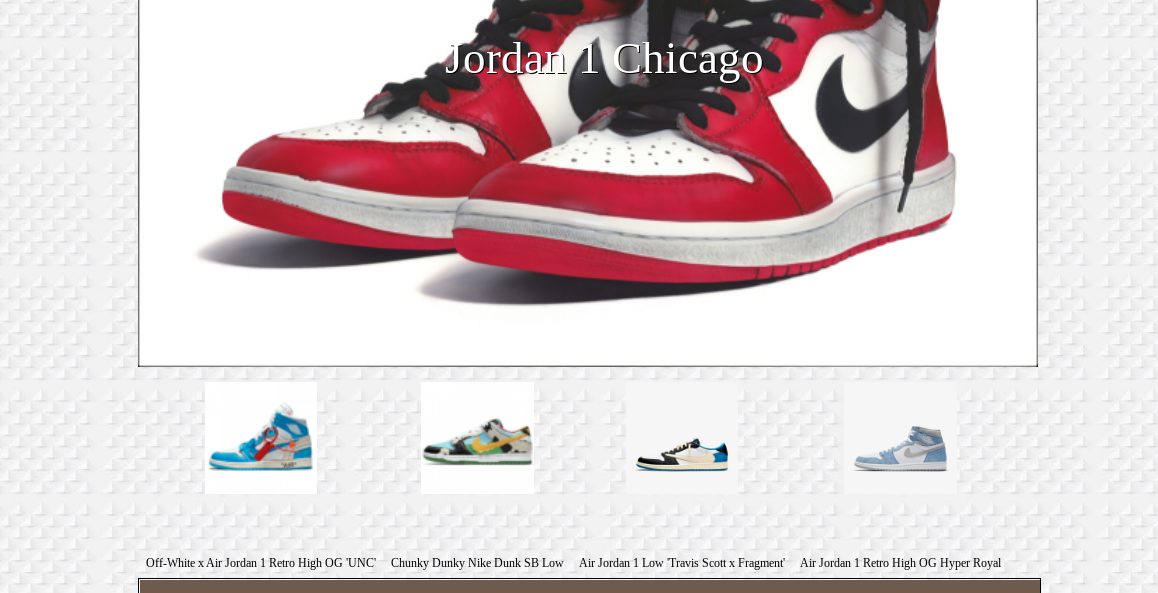 Jordan 1 Chicago
Off-White x Air Jordan 1 Retro High OG 'UNC'
Chunky Dunky Nike Dunk SB Low
Air Jordan 1 Low 'Travis Scott x Fragment'
Air Jordan 1 Retro High OG Hyper Royal